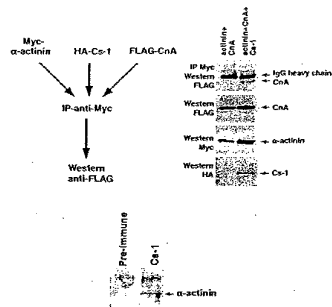 Myc-
α-actinin
HA-Cs-1
FLAG-CnA
IP-anti-Myc
Western
anti-FLAG
actinin+
CnA
actinin+CnA+
Cs-1
IP Myc
Western
FLAG
IgG heavy chain
CnA
Western
FLAG
CnA
Western
Myc
α-actinin
Western
HA
Cs-1
Pre-immune
Cs-1
α-actinin